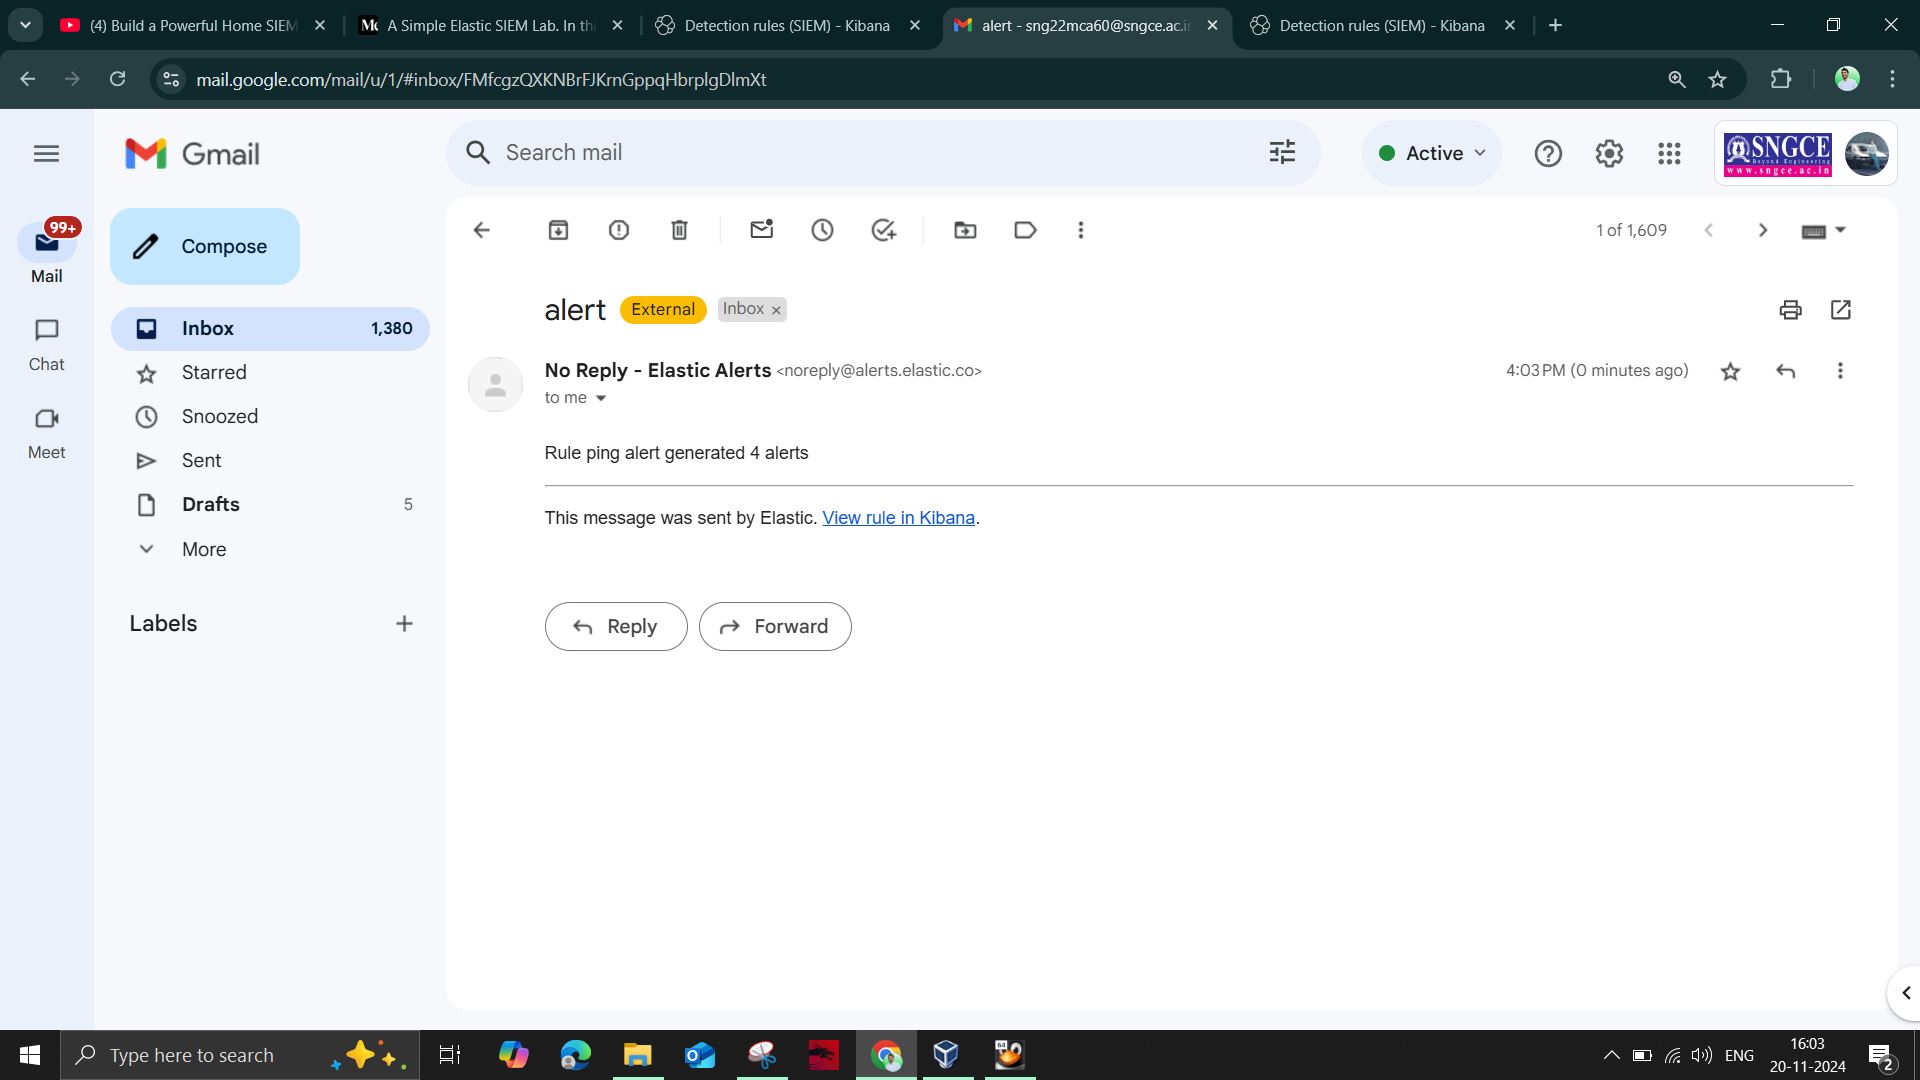 (4) Build a Powerful Home SIEM
A Simple Elastic SIEM Lab. In thi
Detection rules (SIEM) - Kibana
alert - sng22mca60@sngce.ac.i
Detection rules (SIEM) - Kibana
mail.google.com/mail/u/1/#inbox/FMfcgzQXKNBrFJKrnGppqHbrplgDlmXt
Gmail
Search mail
Active
SNGCE
Beyond Engineering
www.sngce.ac.in
99+
Mail
Chat
Meet
Compose
Inbox 1,380
Starred
Snoozed
Sent
Drafts 5
More
Labels
1 of 1,609
alert External Inbox
No Reply - Elastic Alerts <noreply@alerts.elastic.co> 4:03 PM (0 minutes ago)
to me
Rule ping alert generated 4 alerts
This message was sent by Elastic. View rule in Kibana.
Reply Forward
Type here to search
64
ENG
16:03
20-11-2024
2